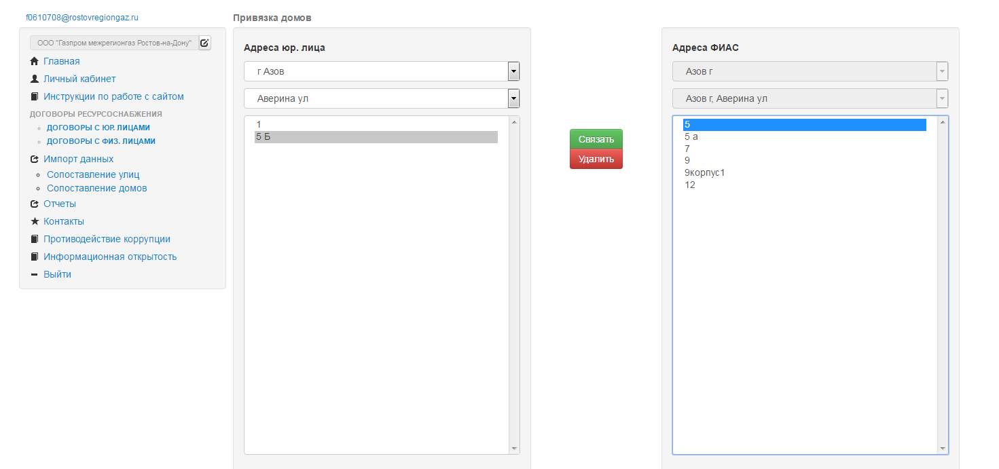 f0610708@rostovregiongaz.ru
ООО "Газпром межрегионгаз Ростов-на-Дону"
Главная
Личный кабинет
Инструкции по работе с сайтом
ДОГОВОРЫ РЕСУРСОСНАБЖЕНИЯ
ДОГОВОРЫ С ЮР. ЛИЦАМИ
ДОГОВОРЫ С ФИЗ. ЛИЦАМИ
Импорт данных
Сопоставление улиц
Сопоставление домов
Отчеты
Контакты
Противодействие коррупции
Информационная открытость
Выйти
Привязка домов
Адреса юр. лица
г Азов
Аверина ул
1
5 Б
Связать
Удалить
Адреса ФИАС
Азов г
Азов г, Аверина ул
5
5 а
7
9
9корпус1
12